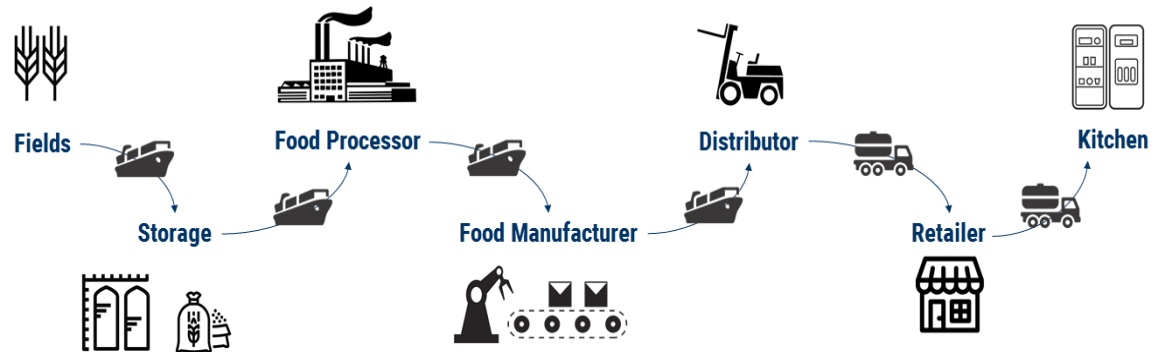 Fields
Storage
Food Processor
Food Manufacturer
Distributor
Retailer
Kitchen